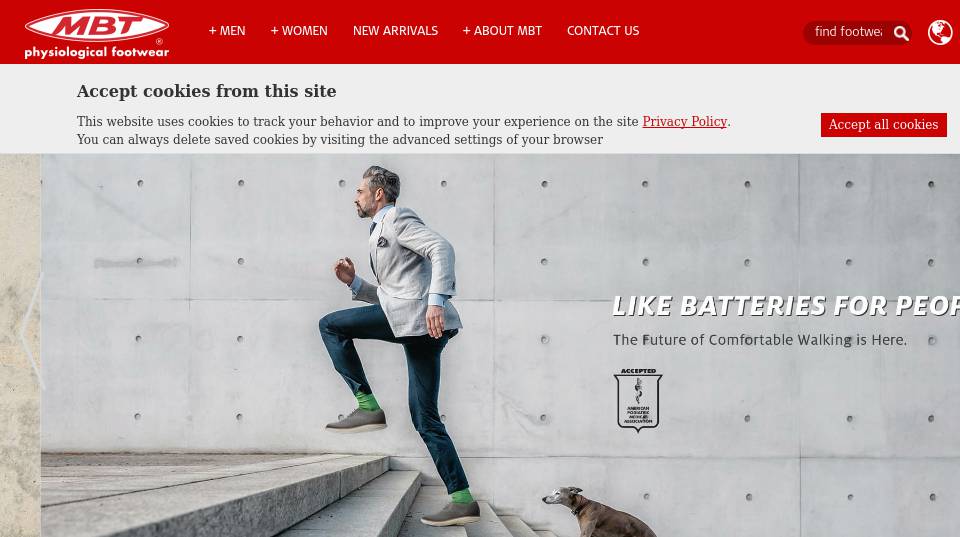 MBT
®
physiological footwear
+ MEN
+ WOMEN
NEW ARRIVALS
+ ABOUT MBT
CONTACT US
find footwea
Accept cookies from this site
This website uses cookies to track your behavior and to improve your experience on the site Privacy Policy.
You can always delete saved cookies by visiting the advanced settings of your browser
Accept all cookies
LIKE BATTERIES FOR PEOP
The Future of Comfortable Walking is Here.
ACCEPTED
AMERICAN
PODIATRIC
MEDICAL
ASSOCIATION